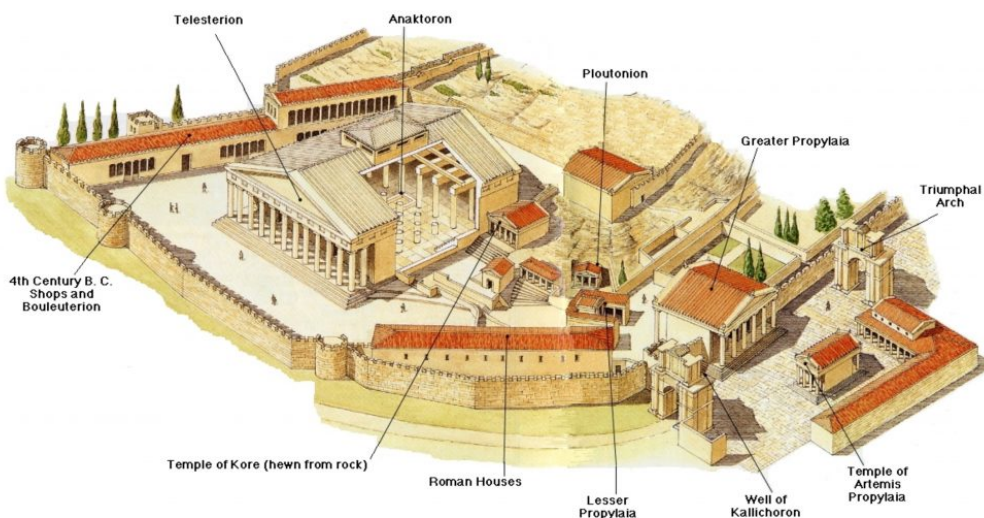 Telesterion
Anaktoron
Ploutonion
Greater Propylaia
Triumphal
Arch
4th Century B. C.
Shops and
Bouleuterion
Temple of Kore (hewn from rock)
Roman Houses
Lesser
Propylaia
Well of
Kallichoron
Temple of
Artemis
Propylaia